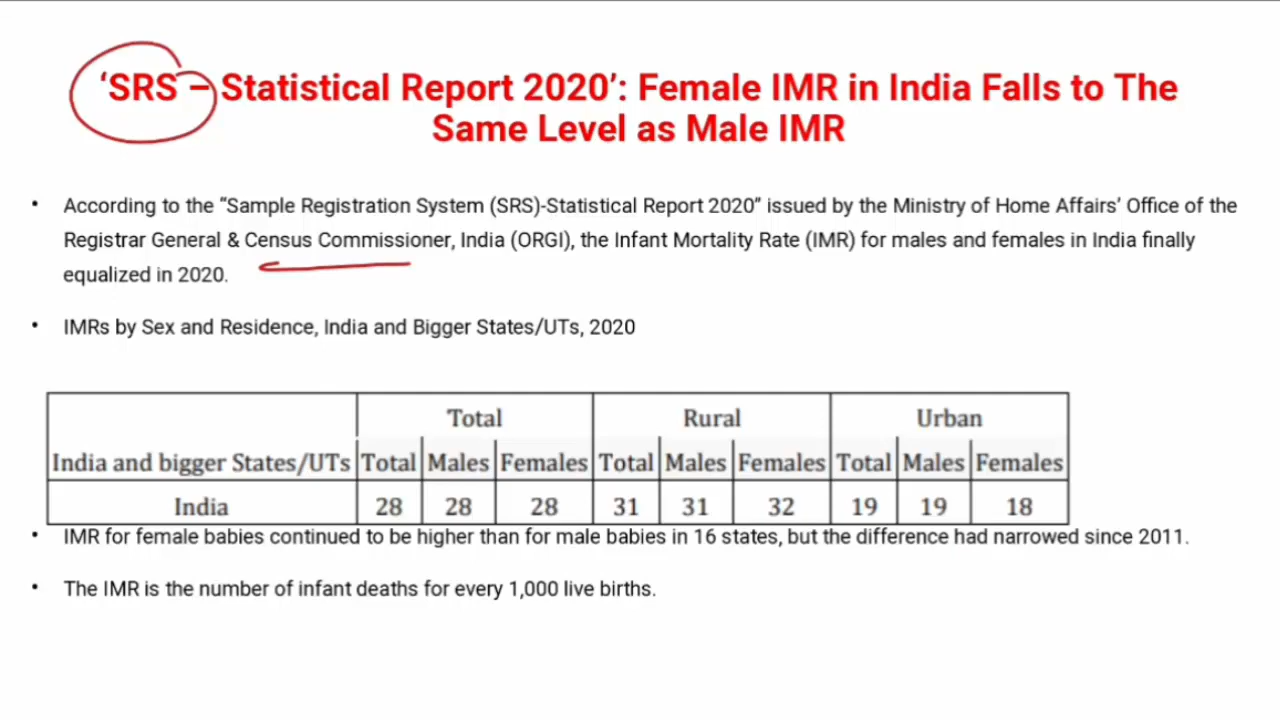 ‘SRS – Statistical Report 2020’: Female IMR in India Falls to The
Same Level as Male IMR
• According to the “Sample Registration System (SRS)-Statistical Report 2020” issued by the Ministry of Home Affairs’ Office of the
Registrar General & Census Commissioner, India (ORGI), the Infant Mortality Rate (IMR) for males and females in India finally
equalized in 2020.
• IMRs by Sex and Residence, India and Bigger States/UTs, 2020
Total Rural Urban
India and bigger States/UTs Total Males Females Total Males Females Total Males Females
India 28 28 28 31 31 32 19 19 18
• IMR for female babies continued to be higher than for male babies in 16 states, but the difference had narrowed since 2011.
• The IMR is the number of infant deaths for every 1,000 live births.